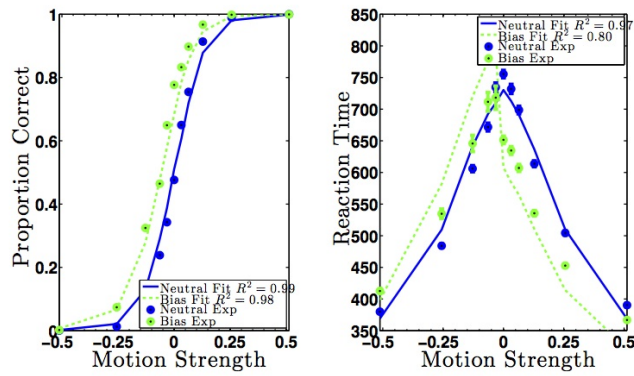 1
0.8
0.6
0.4
0.2
0
-0.5 -0.25 0 0.25 0.5
Proportion Correct
Motion Strength
Neutral Fit R² = 0.99
Bias Fit R² = 0.98
Neutral Exp
Bias Exp
850
800
750
700
650
600
550
500
450
400
350
-0.5 -0.25 0 0.25 0.5
Reaction Time
Motion Strength
Neutral Fit R² = 0.97
Bias Fit R² = 0.80
Neutral Exp
Bias Exp